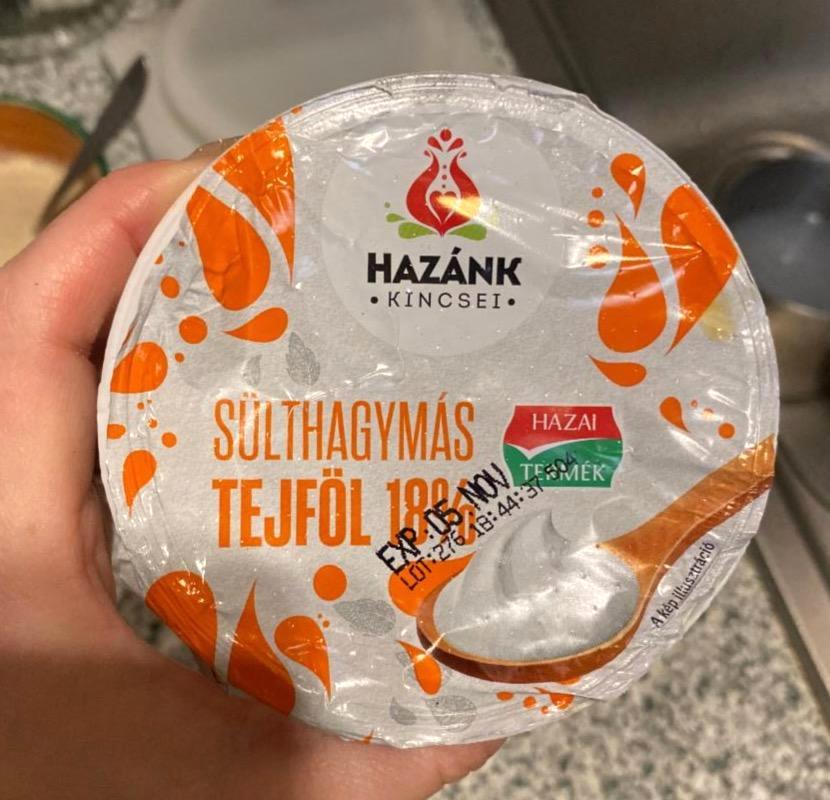 HAZÁNK
• KINCSEI •
SÜLTHAGYMÁS
TEJFÖL 18%
HAZAI
TERMÉK
EXP:05 NOV
A kép illusztráció